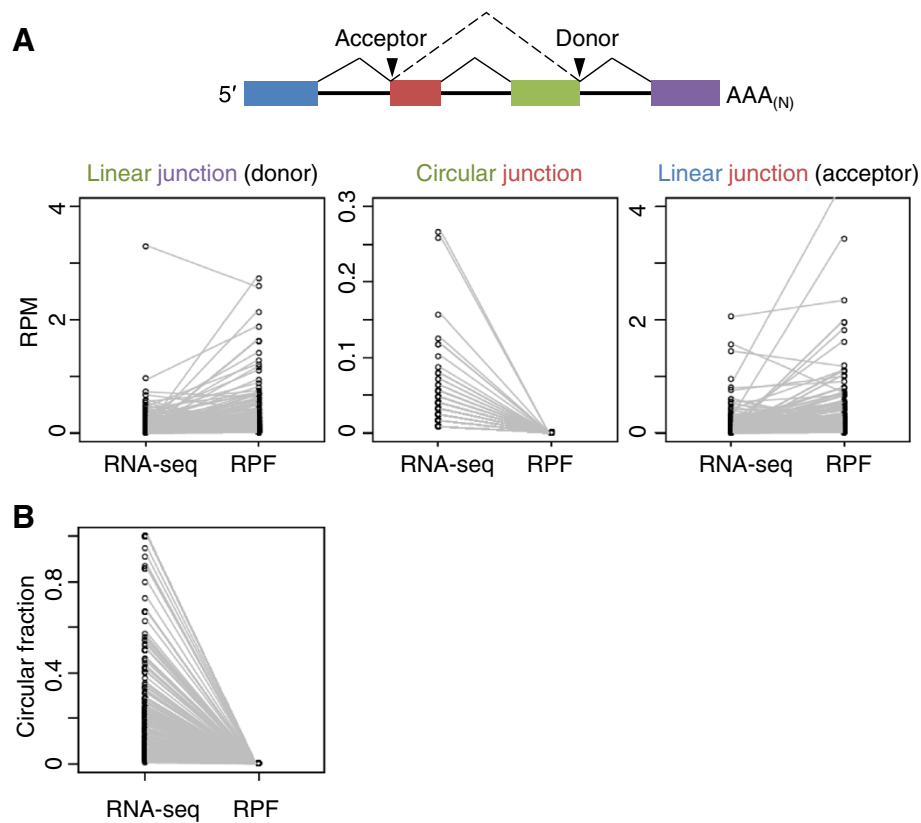 A
Acceptor
Donor
5′
AAA(N)
Linear junction (donor)
Circular junction
Linear junction (acceptor)
RPM
4
2
0
RNA-seq
RPF
0.3
0.2
0.1
0
RNA-seq
RPF
4
2
0
RNA-seq
RPF
B
Circular fraction
0.8
0.4
0
RNA-seq
RPF